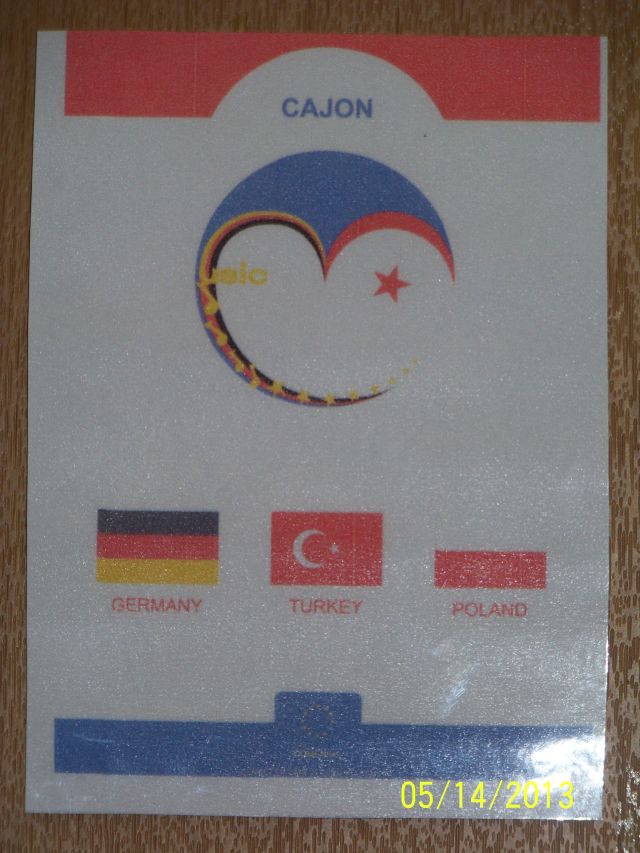 CAJON
usic
GERMANY
TURKEY
POLAND
05/14/2013